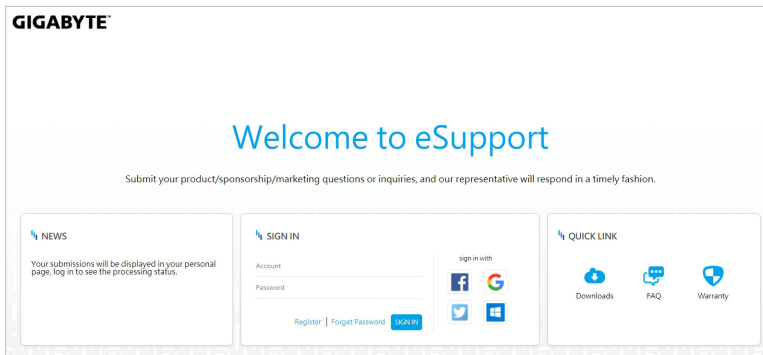 GIGABYTE™
Welcome to eSupport
Submit your product/sponsorship/marketing questions or inquiries, and our representative will respond in a timely fashion.
NEWS
Your submissions will be displayed in your personal
page, log in to see the processing status.
SIGN IN
Account
Password
Register | Forget Password SIGN IN
sign in with
QUICK LINK
Downloads FAQ Warranty